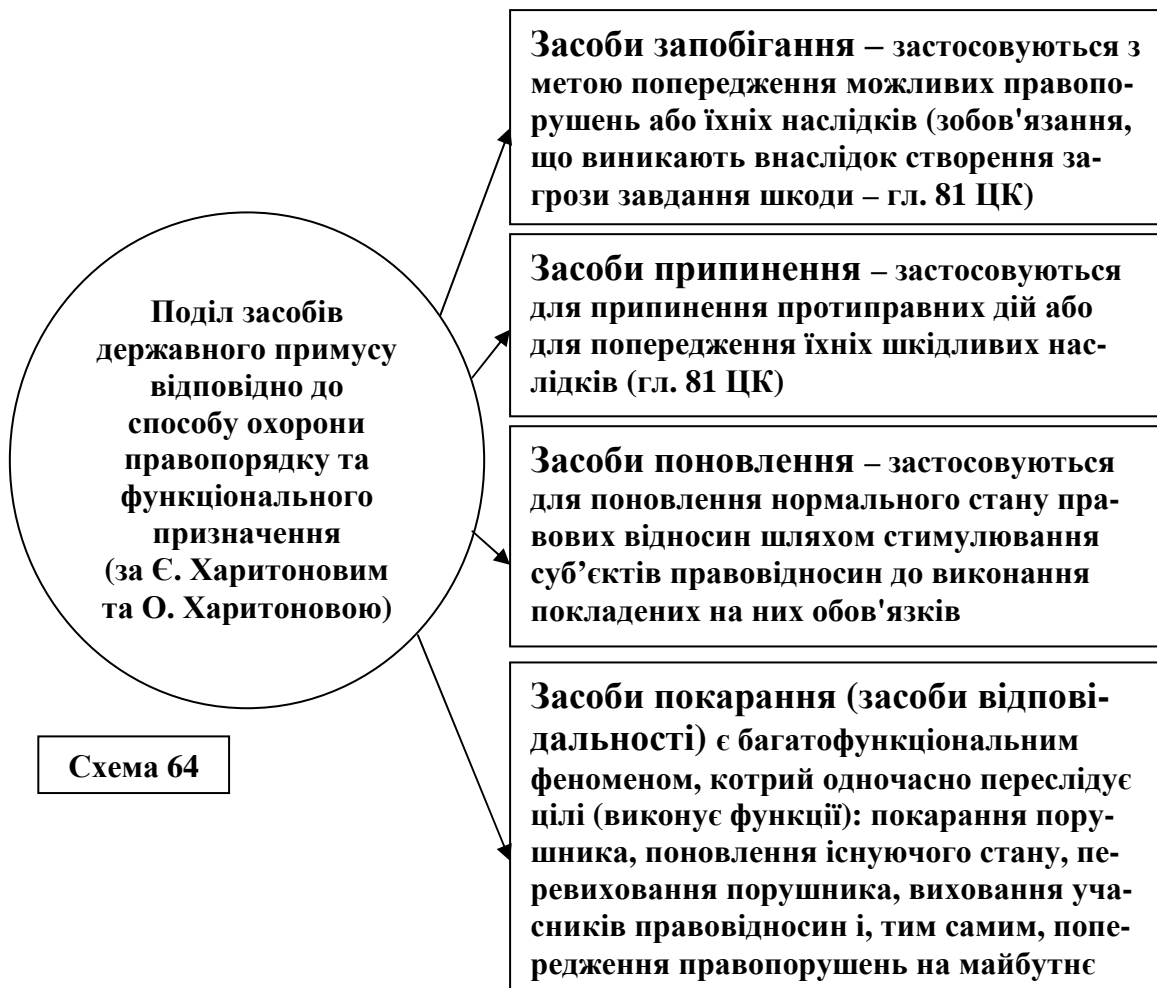 Поділ засобів
державного примусу
відповідно до
способу охорони
правопорядку та
функціонального
призначення
(за Є. Харитоновим
та О. Харитоновою)
Схема 64
Засоби запобігання – застосовуються з
метою попередження можливих правопо-
рушень або їхніх наслідків (зобов'язання,
що виникають внаслідок створення за-
грози завдання шкоди – гл. 81 ЦК)
Засоби припинення – застосовуються
для припинення протиправних дій або
для попередження їхніх шкідливих нас-
лідків (гл. 81 ЦК)
Засоби поновлення – застосовуються
для поновлення нормального стану пра-
вових відносин шляхом стимулювання
суб’єктів правовідносин до виконання
покладених на них обов'язків
Засоби покарання (засоби відпові-
дальності) є багатофункціональним
феноменом, котрий одночасно переслідує
цілі (виконує функції): покарання пору-
шника, поновлення існуючого стану, пе-
ревиховання порушника, виховання уча-
сників правовідносин і, тим самим, попе-
редження правопорушень на майбутнє